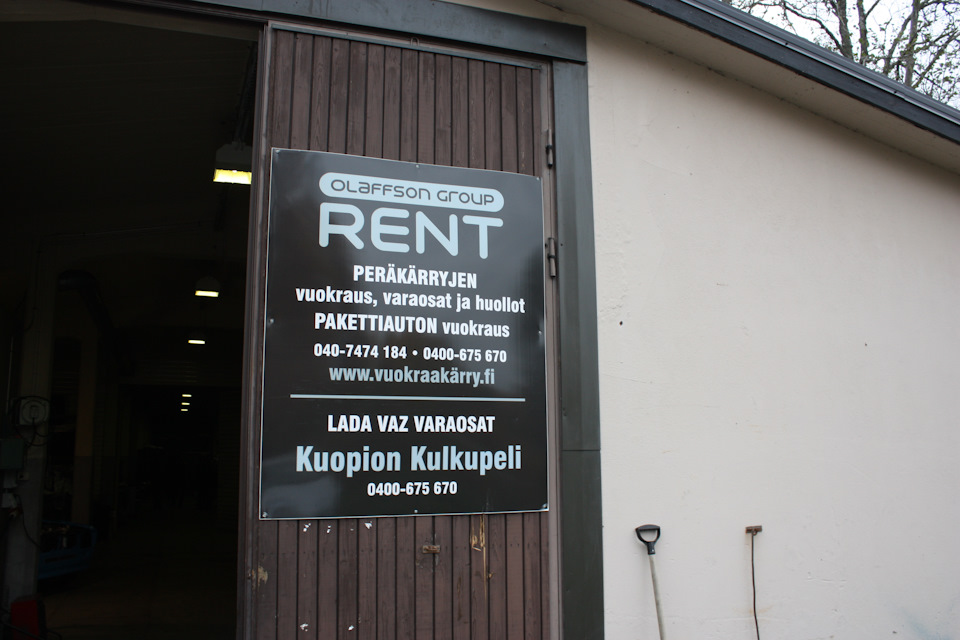 OLAFFSON GROUP
RENT
PERÄKÄRRYJEN
vuokraus, varaosat ja huollot
PAKETTIAUTON vuokraus
040-7474 184 • 0400-675 670
www.vuokraakärry.fi
LADA VAZ VARAOSAT
Kuopion Kulkupeli
0400-675 670